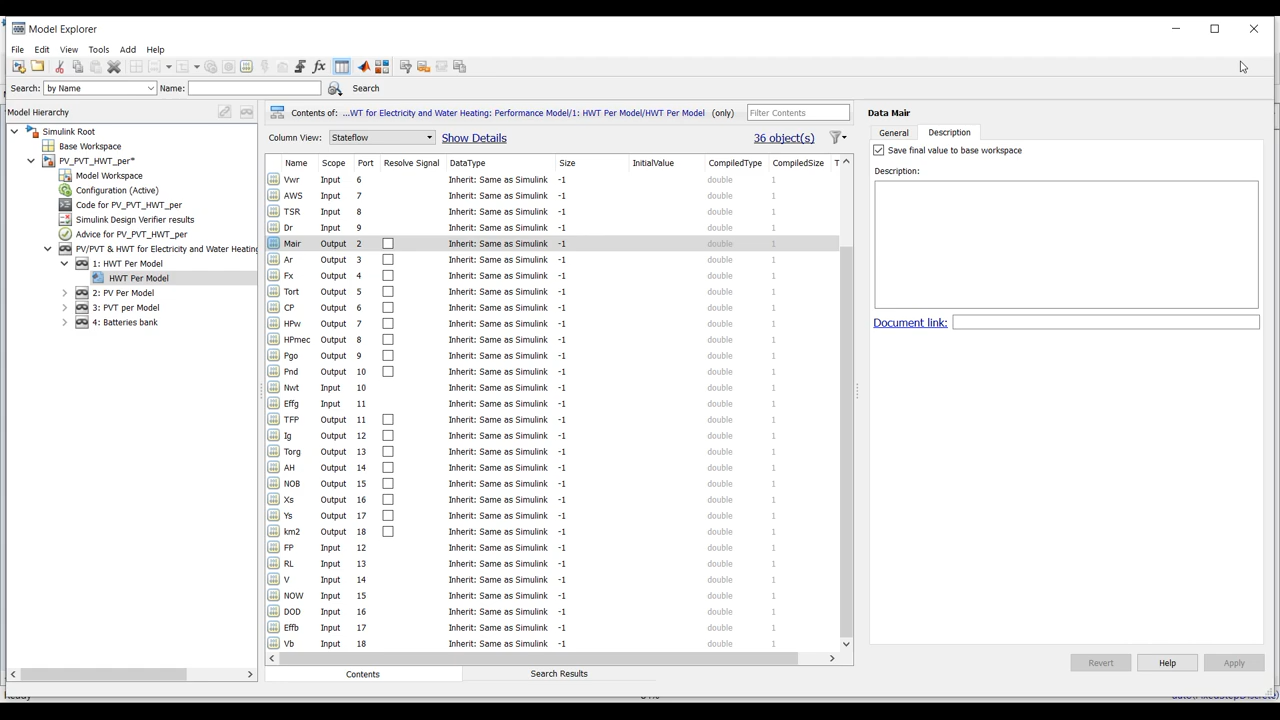 Model Explorer
File Edit View Tools Add Help
Search: by Name Name: Search
Model Hierarchy
Simulink Root
Base Workspace
PV_PVT_HWT_per*
Model Workspace
Configuration (Active)
Code for PV_PVT_HWT_per
Simulink Design Verifier results
Advice for PV_PVT_HWT_per
PV/PVT & HWT for Electricity and Water Heating
1: HWT Per Model
HWT Per Model
2: PV Per Model
3: PVT per Model
4: Batteries bank
Contents of: ...WT for Electricity and Water Heating: Performance Model/1: HWT Per Model/HWT Per Model (only) Filter Contents
Column View: Stateflow Show Details 36 object(s)
Name Scope Port Resolve Signal DataType Size InitialValue CompiledType CompiledSize T
Vwr Input 6 Inherit: Same as Simulink -1 double 1
AWS Input 7 Inherit: Same as Simulink -1 double 1
TSR Input 8 Inherit: Same as Simulink -1 double 1
Dr Input 9 Inherit: Same as Simulink -1 double 1
Mair Output 2 Inherit: Same as Simulink -1 double 1
Ar Output 3 Inherit: Same as Simulink -1 double 1
Fx Output 4 Inherit: Same as Simulink -1 double 1
Tort Output 5 Inherit: Same as Simulink -1 double 1
CP Output 6 Inherit: Same as Simulink -1 double 1
HPw Output 7 Inherit: Same as Simulink -1 double 1
HPmec Output 8 Inherit: Same as Simulink -1 double 1
Pgo Output 9 Inherit: Same as Simulink -1 double 1
Pnd Output 10 Inherit: Same as Simulink -1 double 1
Nwt Input 10 Inherit: Same as Simulink -1 double 1
Effg Input 11 Inherit: Same as Simulink -1 double 1
TFP Output 11 Inherit: Same as Simulink -1 double 1
Ig Output 12 Inherit: Same as Simulink -1 double 1
Torg Output 13 Inherit: Same as Simulink -1 double 1
AH Output 14 Inherit: Same as Simulink -1 double 1
NOB Output 15 Inherit: Same as Simulink -1 double 1
Xs Output 16 Inherit: Same as Simulink -1 double 1
Ys Output 17 Inherit: Same as Simulink -1 double 1
km2 Output 18 Inherit: Same as Simulink -1 double 1
FP Input 12 Inherit: Same as Simulink -1 double 1
RL Input 13 Inherit: Same as Simulink -1 double 1
V Input 14 Inherit: Same as Simulink -1 double 1
NOW Input 15 Inherit: Same as Simulink -1 double 1
DOD Input 16 Inherit: Same as Simulink -1 double 1
Effb Input 17 Inherit: Same as Simulink -1 double 1
Vb Input 18 Inherit: Same as Simulink -1 double 1
Contents Search Results
Data Mair
General Description
Save final value to base workspace
Description:
Document link:
Revert Help Apply